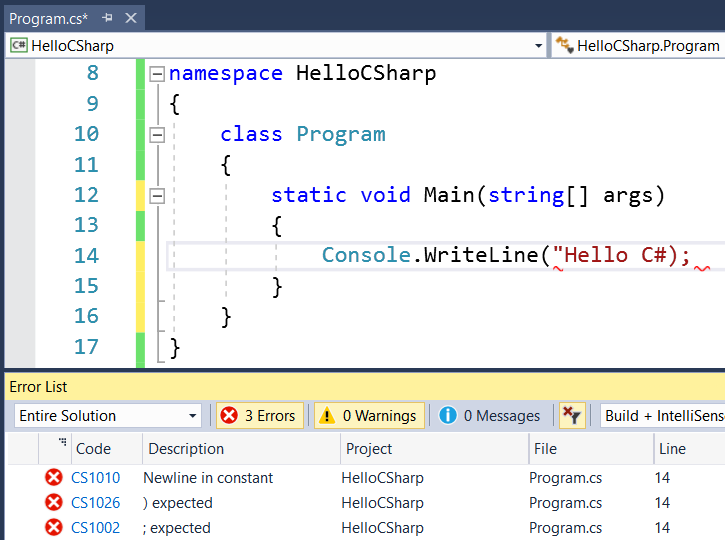 Program.cs*
HelloCSharp HelloCSharp.Program
8 namespace HelloCSharp
9 {
10 class Program
11 {
12 static void Main(string[] args)
13 {
14 Console.WriteLine("Hello C#);
15 }
16 }
17 }
Error List
Entire Solution 3 Errors 0 Warnings 0 Messages Build + IntelliSens
Code Description Project File Line
CS1010 Newline in constant HelloCSharp Program.cs 14
CS1026 ) expected HelloCSharp Program.cs 14
CS1002 ; expected HelloCSharp Program.cs 14